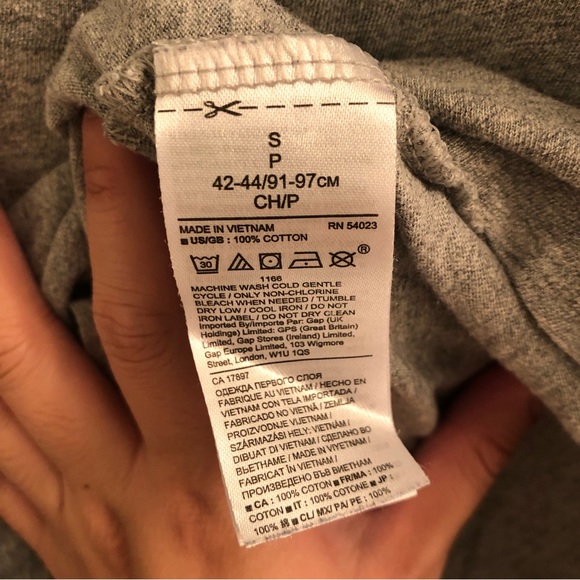 S
P
42-44/91-97CM
CH/P
MADE IN VIETNAM RN 54023
■ US/GB : 100% COTTON
30
®
1166
MACHINE WASH COLD GENTLE
CYCLE / ONLY NON-CHLORINE
BLEACH WHEN NEEDED / TUMBLE
DRY LOW / COOL IRON / DO NOT
IRON LABEL / DO NOT DRY CLEAN
Imported By/importe Par: Gap (UK
Holdings) Limited: GPS (Great Britain)
Limited, Gap Stores (Ireland) Limited,
Gap Europe Limited, 103 Wigmore
Street, London, W1U 1QS
CA 17897
ОДЕЖДА ПЕРВОГО СЛОЯ
FABRIQUÉ AU VIETNAM / HECHO EN
VIETNAM CON TELA IMPORTADA /
FABRICADO NO VIETNÃ / ZEMLJA
PROIZVODNJE VIJETNAM/
SZÁRMAZÁSI HELY: VIETNAM /
DIBUAT DI VIETNAM / СДЕЛАНО ВО
ВЬЕТНАМЕ / MADE IN VIYETNAM /
FABRICAT ÎN VIETNAM /
ПРОИЗВЕДЕНО ВЪВ ВИЕТНАМ
■ CA : 100% COTON ■ FR/MA : 100%
COTON ■ IT : 100% COTONE ■ JP :
100% 綿 ■ CL/ MX/ PA/ PE : 100%